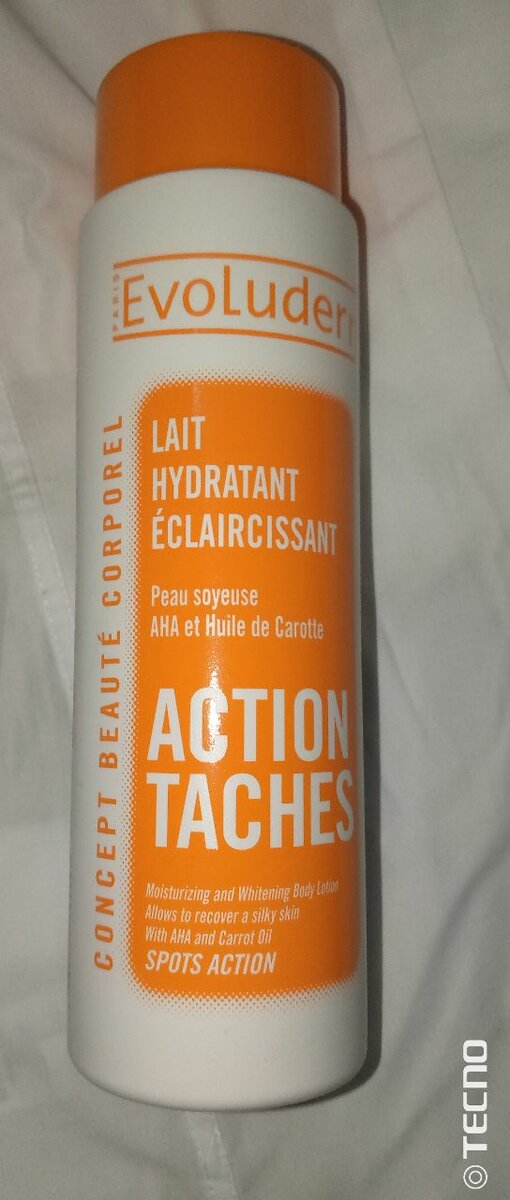 PARIS
EvoLuderm
LAIT
HYDRATANT
ÉCLAIRCISSANT
Peau soyeuse
AHA et Huile de Carotte
ACTION
TACHES
Moisturizing and Whitening Body Lotion
Allows to recover a silky skin
With AHA and Carrot Oil
SPOTS ACTION
CONCEPT BEAUTÉ CORPOREL
TECNO